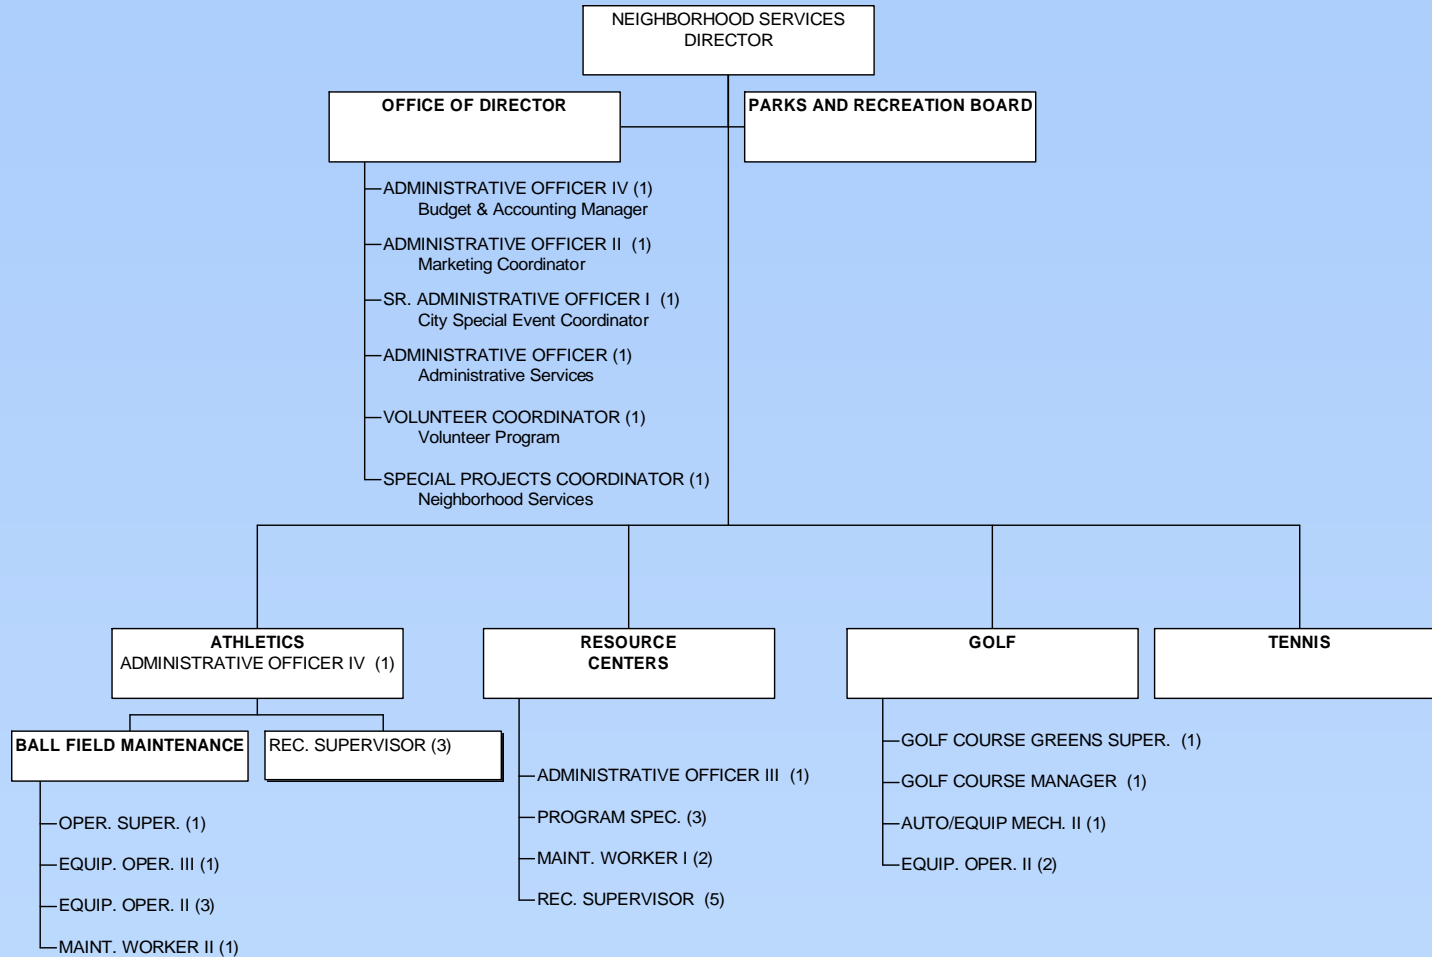 NEIGHBORHOOD SERVICES
DIRECTOR
OFFICE OF DIRECTOR
PARKS AND RECREATION BOARD
ADMINISTRATIVE OFFICER IV (1)
Budget & Accounting Manager
ADMINISTRATIVE OFFICER II (1)
Marketing Coordinator
SR. ADMINISTRATIVE OFFICER I (1)
City Special Event Coordinator
ADMINISTRATIVE OFFICER (1)
Administrative Services
VOLUNTEER COORDINATOR (1)
Volunteer Program
SPECIAL PROJECTS COORDINATOR (1)
Neighborhood Services
ATHLETICS
ADMINISTRATIVE OFFICER IV (1)
BALL FIELD MAINTENANCE
OPER. SUPER. (1)
EQUIP. OPER. III (1)
EQUIP. OPER. II (3)
MAINT. WORKER II (1)
REC. SUPERVISOR (3)
RESOURCE
CENTERS
ADMINISTRATIVE OFFICER III (1)
PROGRAM SPEC. (3)
MAINT. WORKER I (2)
REC. SUPERVISOR (5)
GOLF
GOLF COURSE GREENS SUPER. (1)
GOLF COURSE MANAGER (1)
AUTO/EQUIP MECH. II (1)
EQUIP. OPER. II (2)
TENNIS